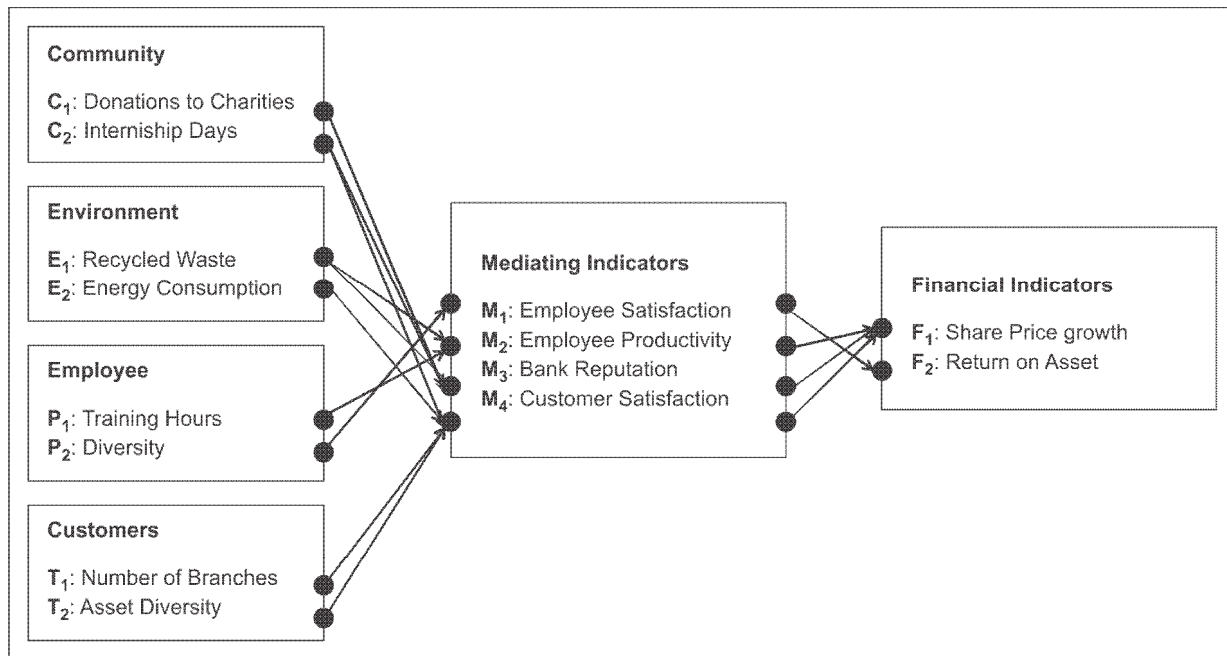 Community
C₁: Donations to Charities
C₂: Interniship Days
Environment
E₁: Recycled Waste
E₂: Energy Consumption
Employee
P₁: Training Hours
P₂: Diversity
Customers
T₁: Number of Branches
T₂: Asset Diversity
Mediating Indicators
M₁: Employee Satisfaction
M₂: Employee Productivity
M₃: Bank Reputation
M₄: Customer Satisfaction
Financial Indicators
F₁: Share Price growth
F₂: Return on Asset